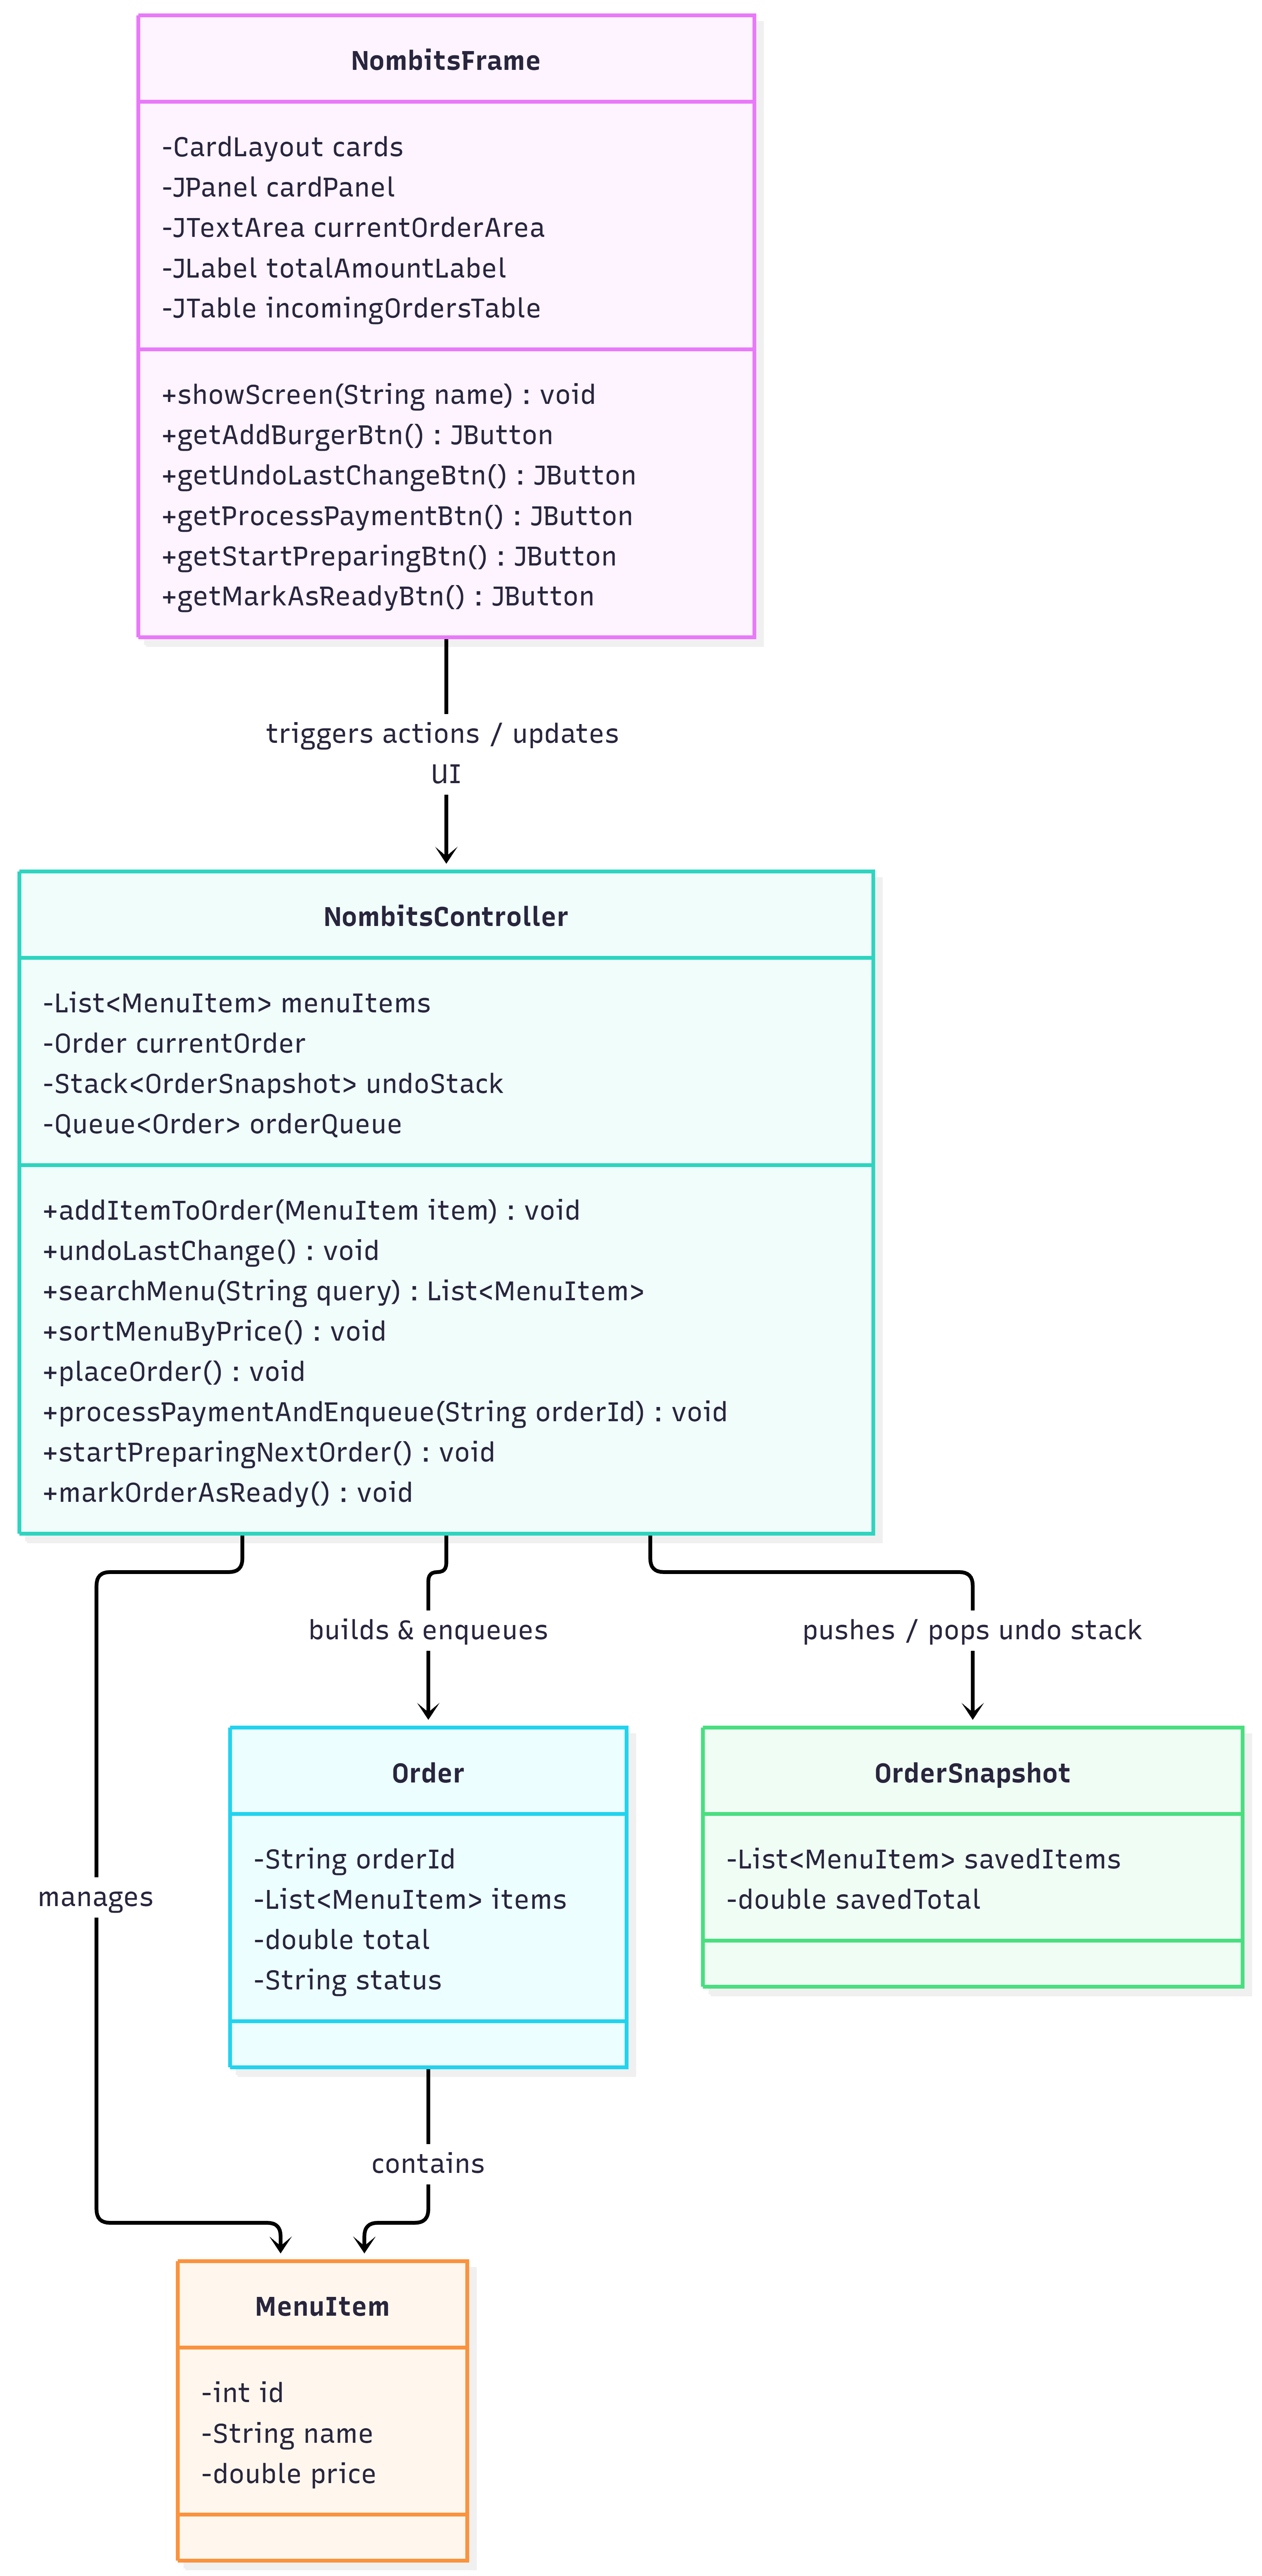 NombitsFrame
-CardLayout cards
-JPanel cardPanel
-JTextArea currentOrderArea
-JLabel totalAmountLabel
-JTable incomingOrdersTable
+showScreen(String name) : void
+getAddBurgerBtn() : JButton
+getUndoLastChangeBtn() : JButton
+getProcessPaymentBtn() : JButton
+getStartPreparingBtn() : JButton
+getMarkAsReadyBtn() : JButton
triggers actions / updates
UI
NombitsController
-List<MenuItem> menuItems
-Order currentOrder
-Stack<OrderSnapshot> undoStack
-Queue<Order> orderQueue
+addItemToOrder(MenuItem item) : void
+undoLastChange() : void
+searchMenu(String query) : List<MenuItem>
+sortMenuByPrice() : void
+placeOrder() : void
+processPaymentAndEnqueue(String orderId) : void
+startPreparingNextOrder() : void
+markOrderAsReady() : void
builds & enqueues
pushes / pops undo stack
Order
-String orderId
-List<MenuItem> items
-double total
-String status
OrderSnapshot
-List<MenuItem> savedItems
-double savedTotal
manages
contains
MenuItem
-int id
-String name
-double price